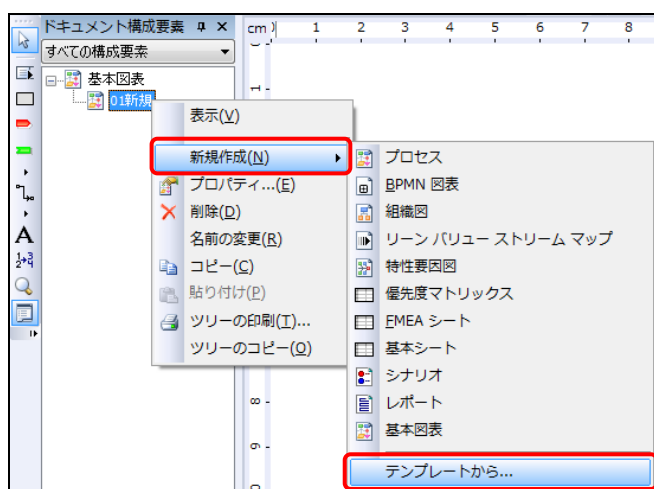 ドキュメント構成要素
cm
1 2 3 4 5 6 7 8
すべての構成要素
基本図表
01新規
表示(V)
新規作成(N)
プロパティ...(E)
削除(D)
名前の変更(R)
コピー(C)
貼り付け(P)
ツリーの印刷(I)...
ツリーのコピー(O)
プロセス
BPMN 図表
組織図
リーン バリュー ストリーム マップ
特性要因図
優先度マトリックス
FMEA シート
基本シート
シナリオ
レポート
基本図表
テンプレートから...
A
1
8
9